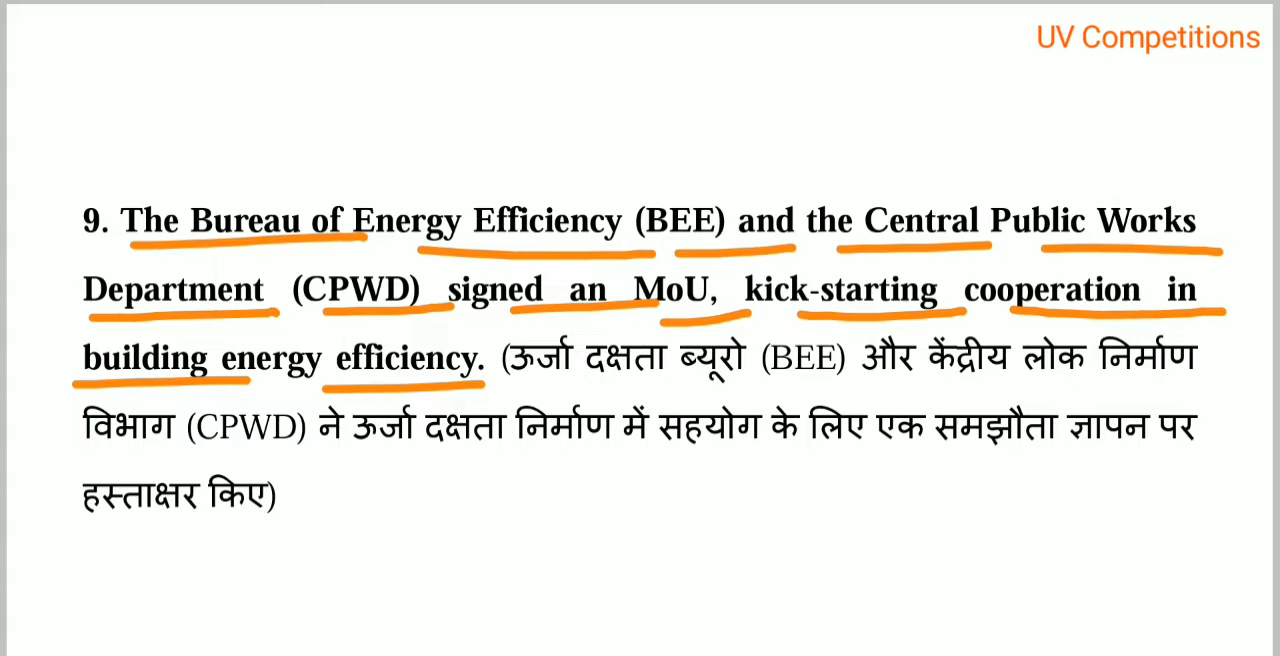 UV Competitions
9. The Bureau of Energy Efficiency (BEE) and the Central Public Works
Department (CPWD) signed an MoU, kick-starting cooperation in
building energy efficiency. (ऊर्जा दक्षता ब्यूरो (BEE) और केंद्रीय लोक निर्माण
विभाग (CPWD) ने ऊर्जा दक्षता निर्माण में सहयोग के लिए एक समझौता ज्ञापन पर
हस्ताक्षर किए)